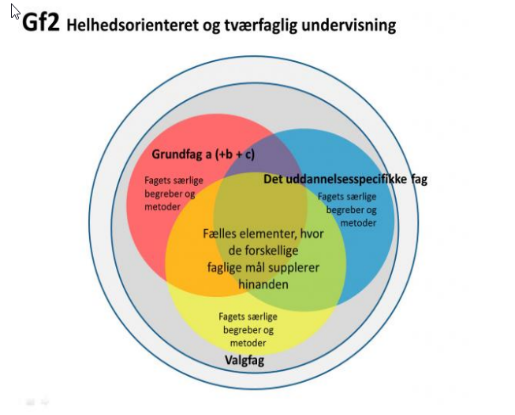 Gf2 Helhedsorienteret og tværfaglig undervisning
Grundfag a (+b + c)
Fagets særlige
begreber og
metoder
Det uddannelsesspecifikke fag
Fagets særlige
begreber og
metoder
Fælles elementer, hvor
de forskellige
faglige mål supplerer
hinanden
Fagets særlige
begreber og
metoder
Valgfag